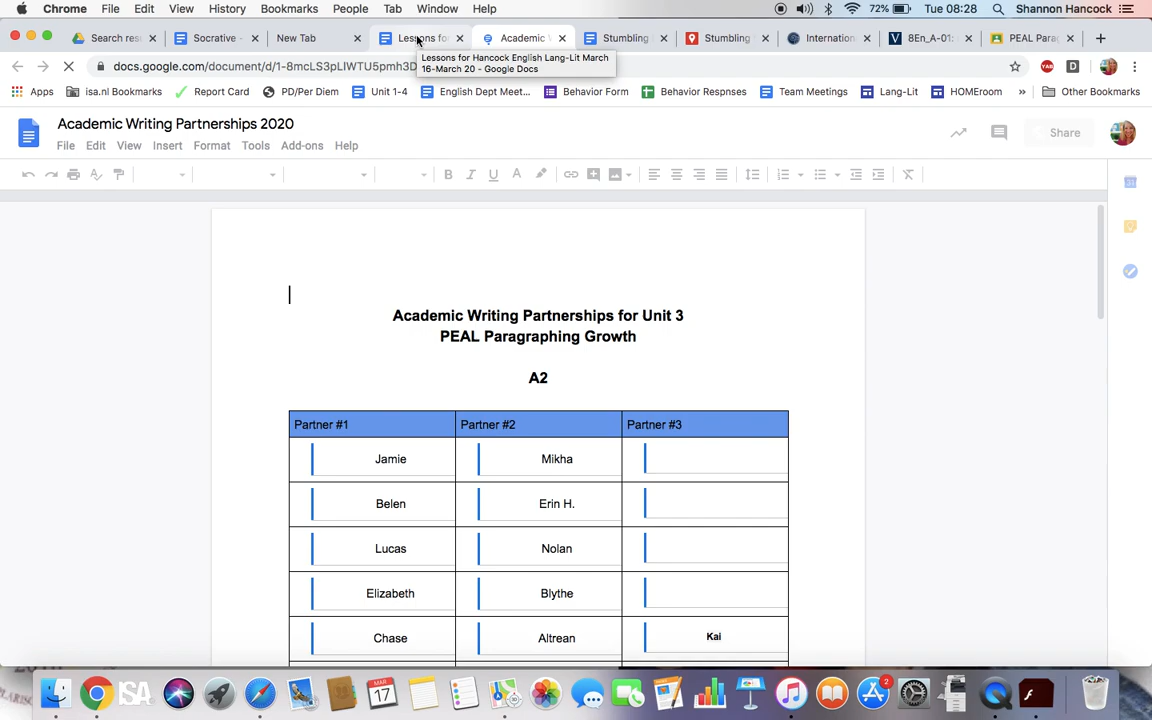 Chrome File Edit View History Bookmarks People Tab Window Help 72% Tue 08:28 Shannon Hancock
Search res Socrative - New Tab Lessons for Academic W Stumbling Stumbling Internation 8En_A-01: PEAL Para
docs.google.com/document/d/1-8mcLS3pLIWTU5pmh3D
Lessons for Hancock English Lang-Lit March
16-March 20 - Google Docs
Apps isa.nl Bookmarks Report Card PD/Per Diem Unit 1-4 English Dept Meet... Behavior Form Behavior Respnses Team Meetings Lang-Lit HOMEroom » Other Bookmarks
Academic Writing Partnerships 2020
File Edit View Insert Format Tools Add-ons Help
Share
Academic Writing Partnerships for Unit 3
PEAL Paragraphing Growth
A2
Partner #1 Partner #2 Partner #3
Jamie Mikha
Belen Erin H.
Lucas Nolan
Elizabeth Blythe
Chase Altrean Kai
ISA
MAR
17
2